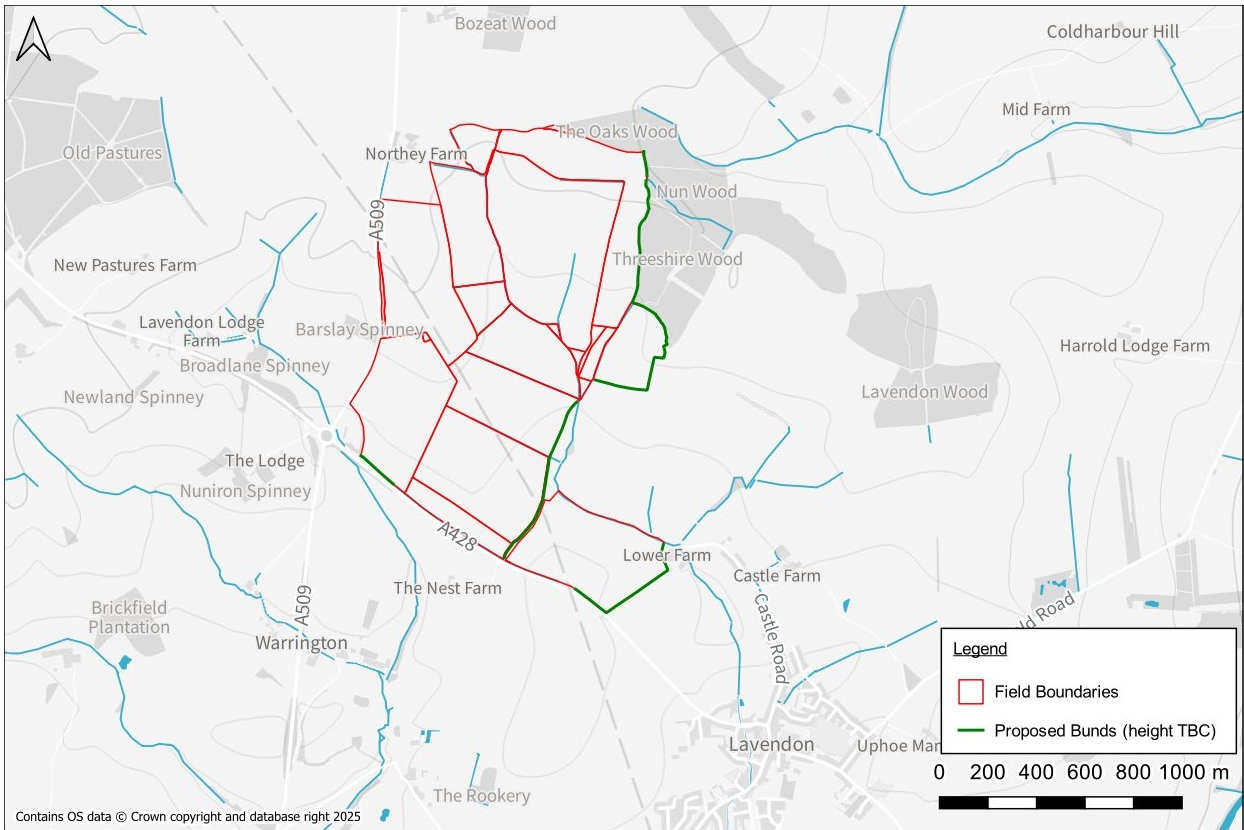 Bozeat Wood
Coldharbour Hill
Mid Farm
The Oaks Wood
Old Pastures
Northey Farm
Nun Wood
A509
Threeshire Wood
New Pastures Farm
Lavendon Lodge
Farm
Barslay Spinney
Harrold Lodge Farm
Broadlane Spinney
Newland Spinney
Lavendon Wood
The Lodge
Nuniron Spinney
A428
Lower Farm
Castle Farm
The Nest Farm
A509
Brickfield
Plantation
Castle Road
ld Road
Warrington
Legend
Field Boundaries
Proposed Bunds (height TBC)
Lavendon
Uphoe Mar
0 200 400 600 800 1000 m
The Rookery
Contains OS data © Crown copyright and database right 2025